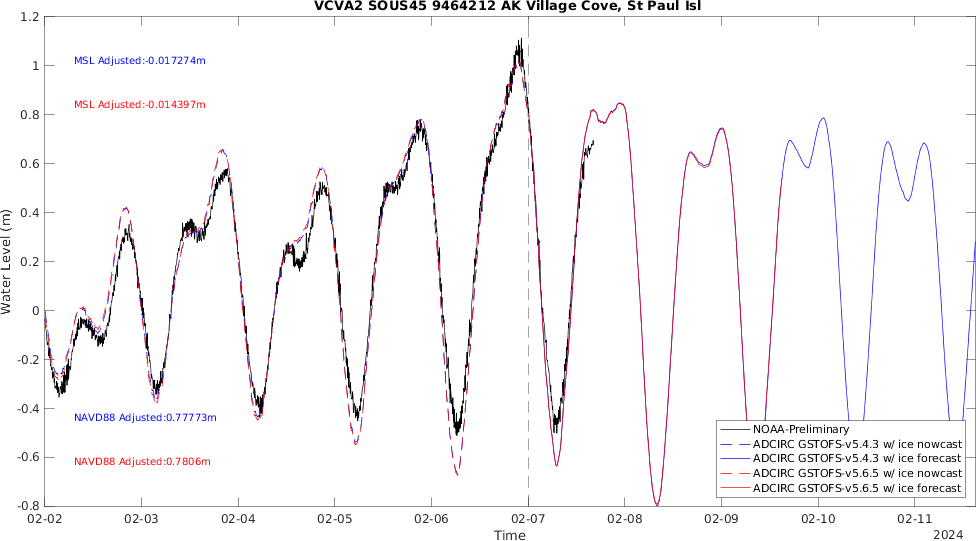 VCVA2 SOUS45 9464212 AK Village Cove, St Paul Isl
1.2
1
0.8
0.6
0.4
0.2
0
-0.2
-0.4
-0.6
-0.8
Water Level (m)
MSL Adjusted:-0.017274m
MSL Adjusted:-0.014397m
NAVD88 Adjusted:0.77773m
NAVD88 Adjusted:0.7806m
NOAA-Preliminary
ADCIRC GSTOFS-v5.4.3 w/ ice nowcast
ADCIRC GSTOFS-v5.4.3 w/ ice forecast
ADCIRC GSTOFS-v5.6.5 w/ ice nowcast
ADCIRC GSTOFS-v5.6.5 w/ ice forecast
02-02 02-03 02-04 02-05 02-06 02-07 02-08 02-09 02-10 02-11
Time
2024